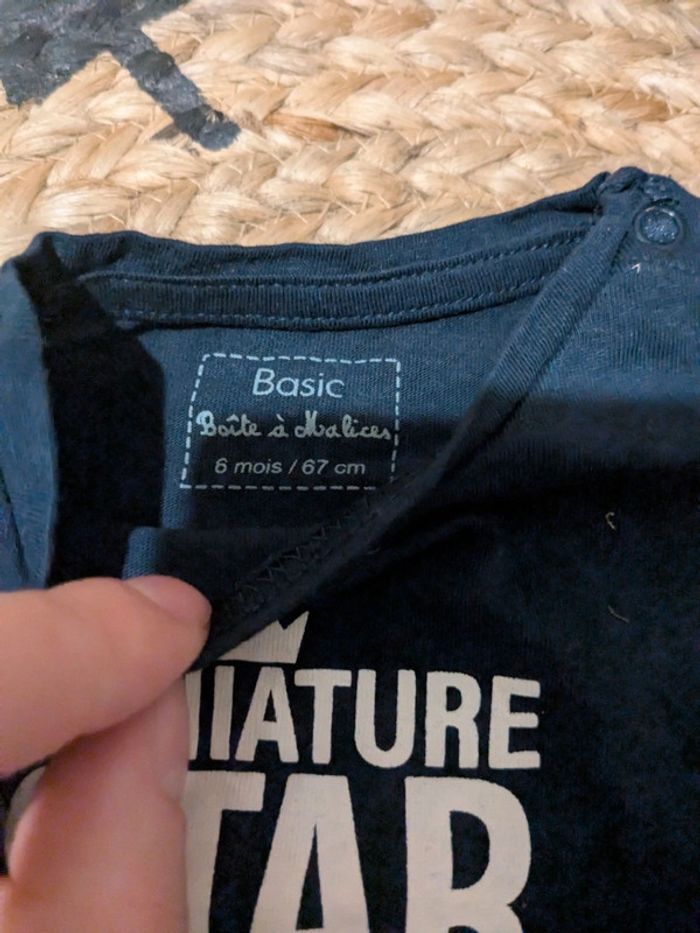 Basic
Boîte à Malices
6 mois / 67 cm
IATURE
TAR